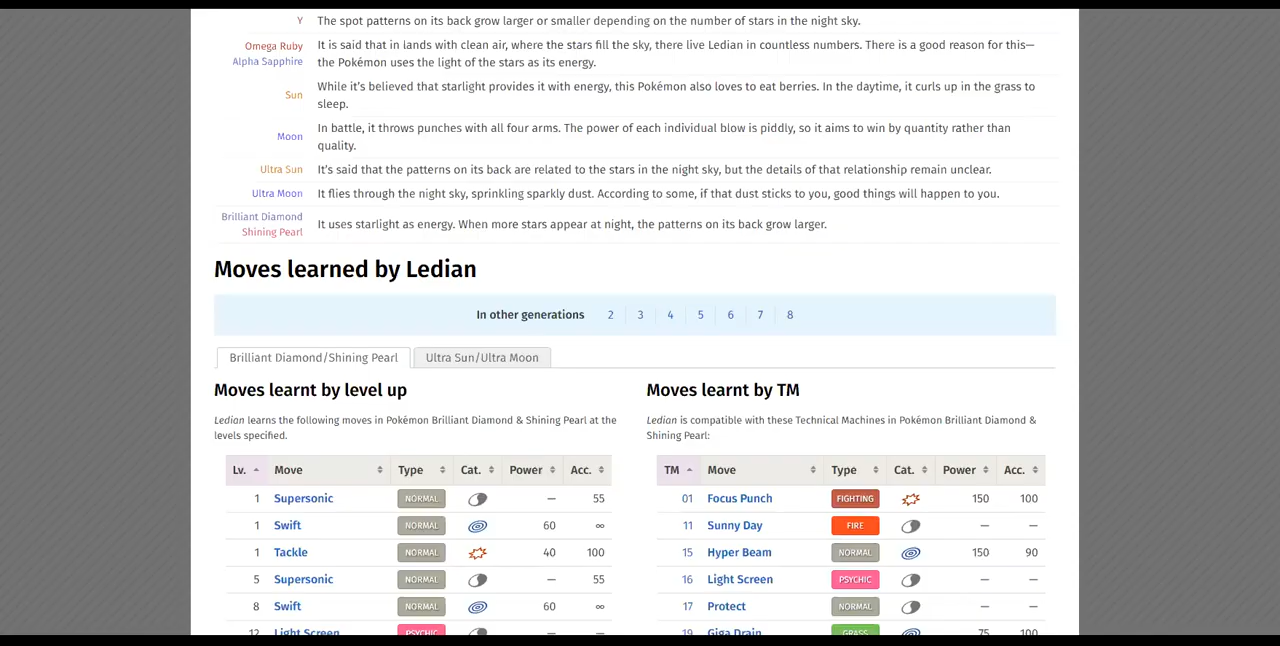 Y The spot patterns on its back grow larger or smaller depending on the number of stars in the night sky.
Omega Ruby It is said that in lands with clean air, where the stars fill the sky, there live Ledian in countless numbers. There is a good reason for this—
Alpha Sapphire the Pokémon uses the light of the stars as its energy.
While it's believed that starlight provides it with energy, this Pokémon also loves to eat berries. In the daytime, it curls up in the grass to
Sun
sleep.
In battle, it throws punches with all four arms. The power of each individual blow is piddly, so it aims to win by quantity rather than
Moon
quality.
Ultra Sun It's said that the patterns on its back are related to the stars in the night sky, but the details of that relationship remain unclear.
Ultra Moon It flies through the night sky, sprinkling sparkly dust. According to some, if that dust sticks to you, good things will happen to you.
Brilliant Diamond
Shining Pearl
It uses starlight as energy. When more stars appear at night, the patterns on its back grow larger.
Moves learned by Ledian
In other generations 2 3 4 5 6 7 8
Brilliant Diamond/Shining Pearl Ultra Sun/Ultra Moon
Moves learnt by level up
Ledian learns the following moves in Pokémon Brilliant Diamond & Shining Pearl at the
levels specified.
Lv. Move Type Cat. Power Acc.
1 Supersonic NORMAL — 55
1 Swift NORMAL 60 ∞
1 Tackle NORMAL 40 100
5 Supersonic NORMAL — 55
8 Swift NORMAL 60 ∞
12 Light Screen PSYCHIC — —
Moves learnt by TM
Ledian is compatible with these Technical Machines in Pokémon Brilliant Diamond &
Shining Pearl:
TM Move Type Cat. Power Acc.
01 Focus Punch FIGHTING 150 100
11 Sunny Day FIRE — —
15 Hyper Beam NORMAL 150 90
16 Light Screen PSYCHIC — —
17 Protect NORMAL — —
19 Giga Drain GRASS 75 100